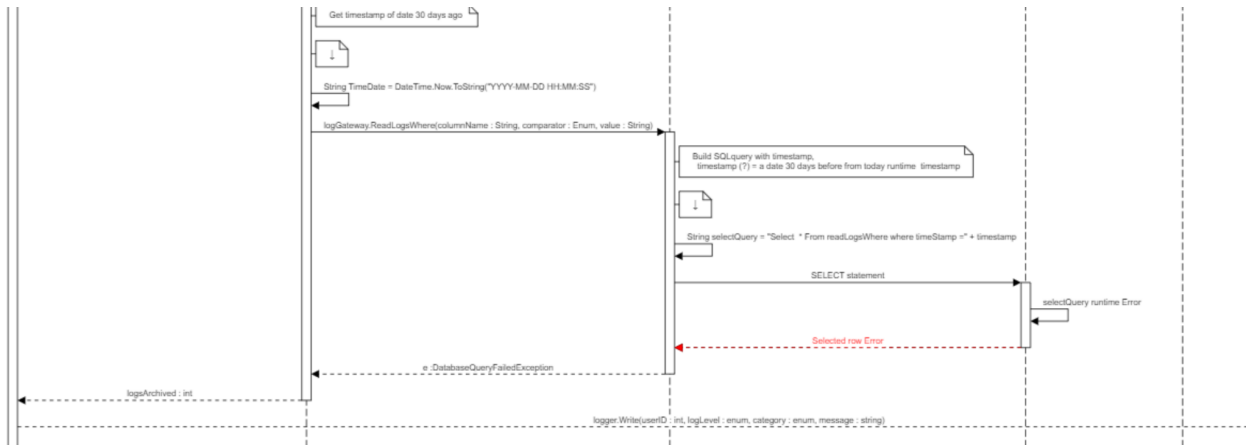 Get timestamp of date 30 days ago
String TimeDate = DateTime.Now.ToString("YYYY-MM-DD HH:MM:SS")
logGateway.ReadLogsWhere(columnName : String, comparator : Enum, value : String)
Build SQLquery with timestamp,
timestamp (?) = a date 30 days before from today runtime timestamp
String selectQuery = "Select * From readLogsWhere where timeStamp =" + timestamp
SELECT statement
selectQuery runtime Error
Selected row Error
e :DatabaseQueryFailedException
logsArchived : int
logger.Write(userID : int, logLevel : enum, category : enum, message : string)